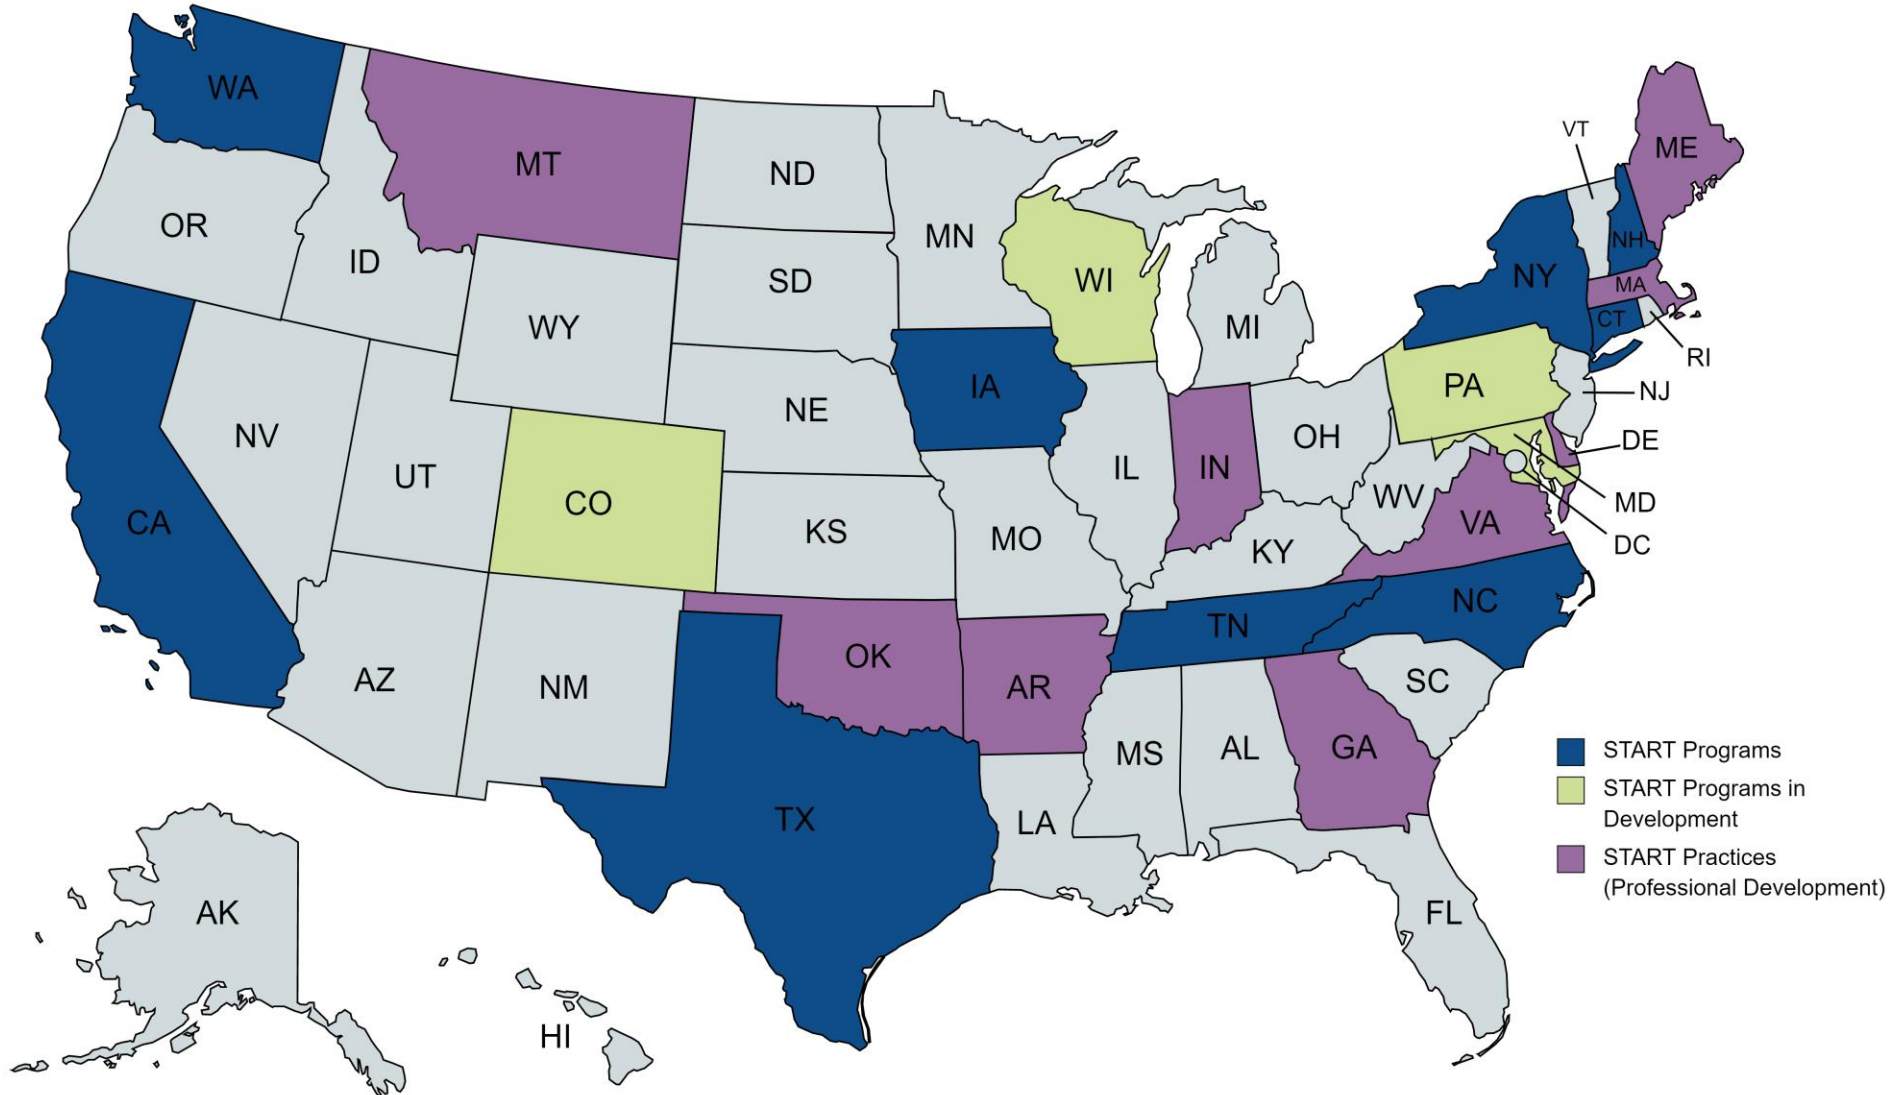 WA
MT
ND
VT
ME
OR
MN
ID
NH
NY
WI
SD
MA
CT
WY
MI
RI
IA
PA
NJ
NE
NV
OH
DE
IL
IN
UT
WV
MD
CO
CA
VA
KS
MO
DC
KY
NC
TN
OK
AZ
NM
AR
SC
GA
MS
AL
START Programs
START Programs in
Development
TX
LA
START Practices
(Professional Development)
AK
FL
HI